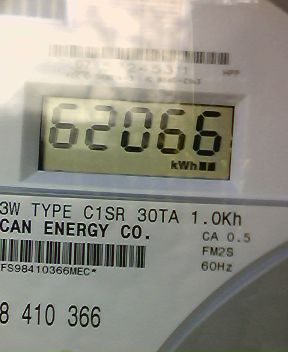 62066
kWh
3W TYPE C1SR 30TA 1.0Kh
CAN ENERGY CO.
CA 0.5
FM2S
60Hz
FS98410366MEC*
8 410 366